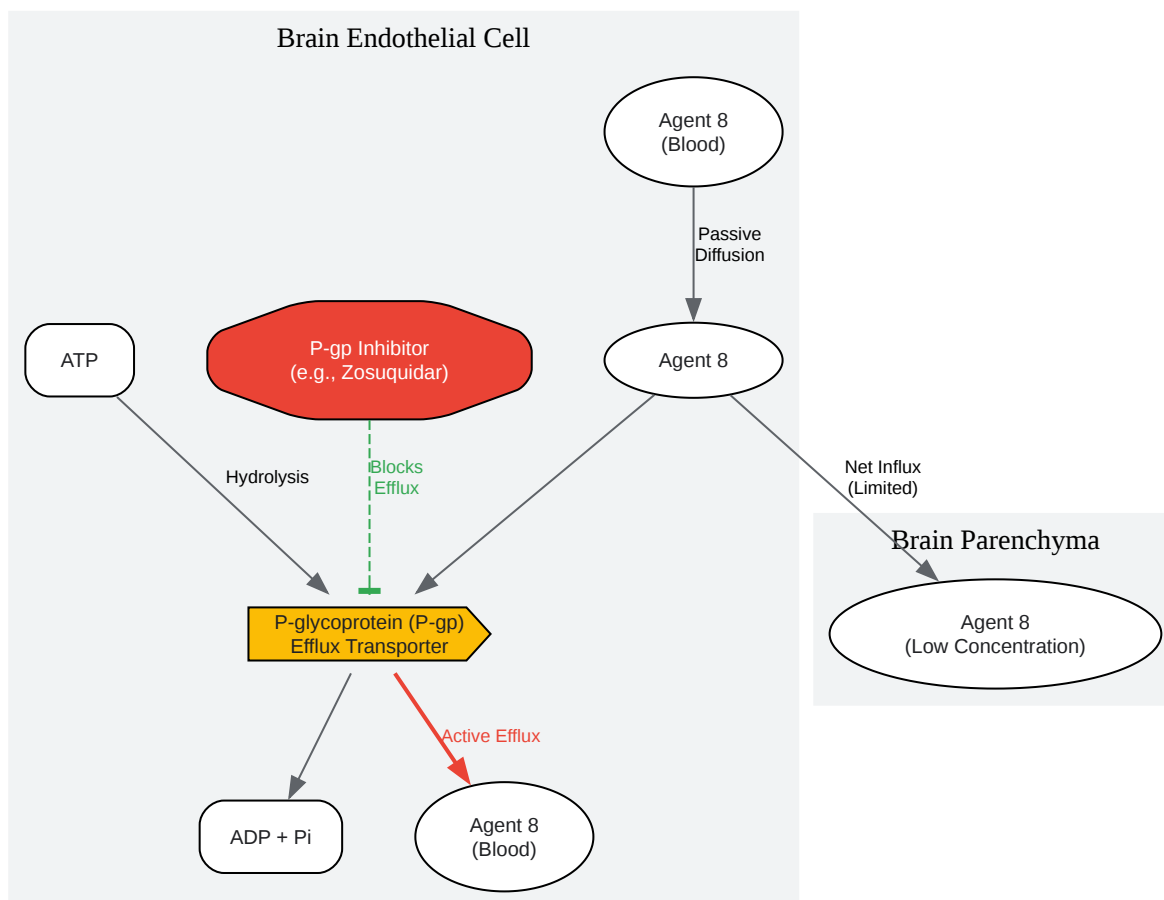 Brain Endothelial Cell
Agent 8
(Blood)
Passive
Diffusion
ATP
P-gp Inhibitor
(e.g., Zosuquidar)
Agent 8
Hydrolysis
Blocks
Efflux
Net Influx
(Limited)
Brain Parenchyma
P-glycoprotein (P-gp)
Efflux Transporter
Agent 8
(Low Concentration)
Active Efflux
ADP + Pi
Agent 8
(Blood)